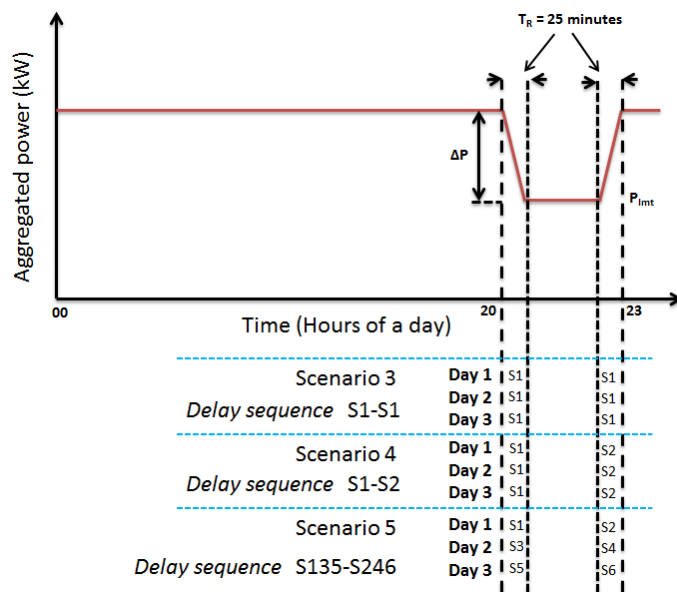 T_R = 25 minutes
Aggregated power (kW)
ΔP
P_lmt
00
20
23
Time (Hours of a day)
Scenario 3
Delay sequence S1-S1
Day 1 S1 S1
Day 2 S1 S1
Day 3 S1 S1
Scenario 4
Delay sequence S1-S2
Day 1 S1 S2
Day 2 S1 S2
Day 3 S1 S2
Scenario 5
Delay sequence S135-S246
Day 1 S1 S2
Day 2 S3 S4
Day 3 S5 S6